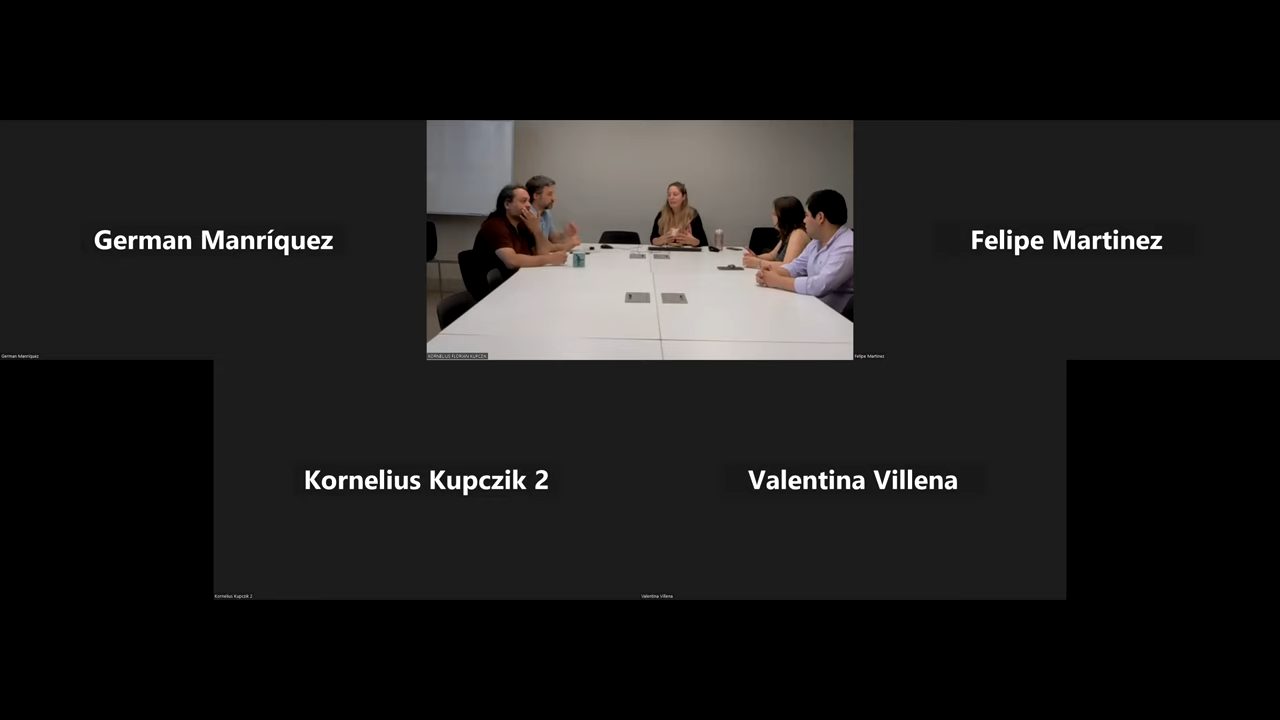 German Manríquez
Felipe Martinez
German Manríquez
KORNELIUS FLORIAN KUPCZIK
Felipe Martinez
Kornelius Kupczik 2
Valentina Villena
Kornelius Kupczik 2
Valentina Villena